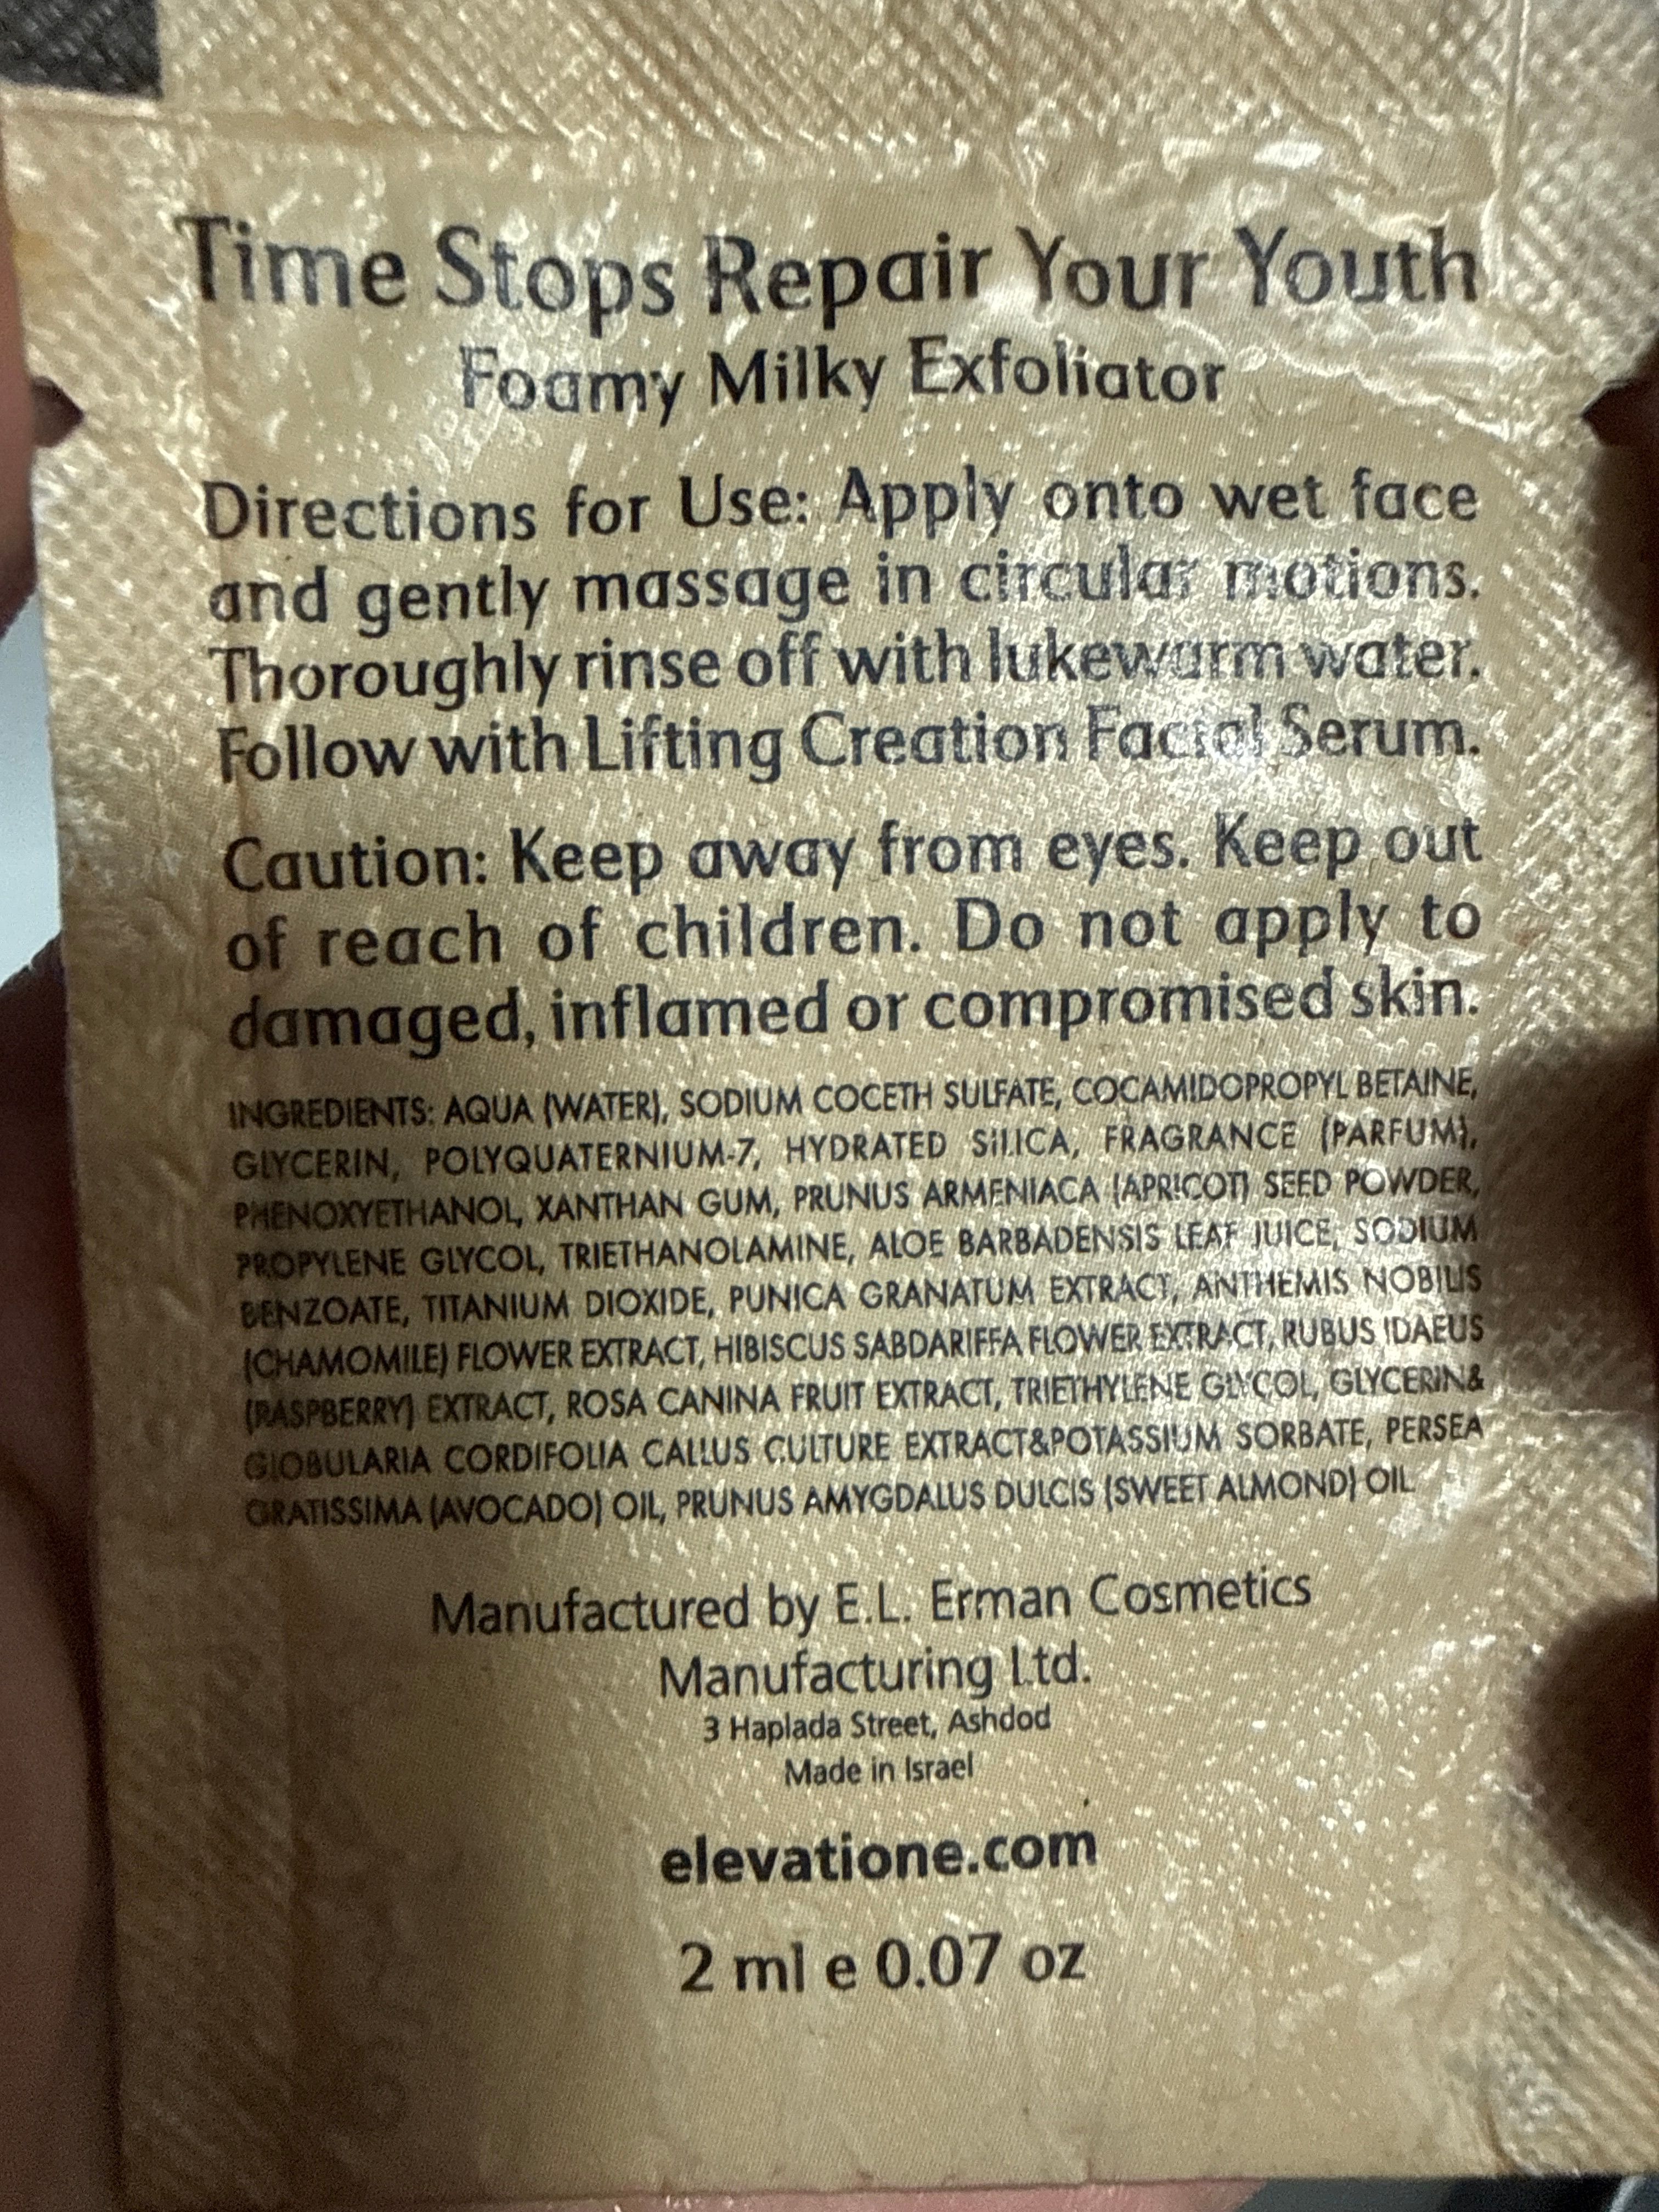 Time Stops Repair Your Youth
Foamy Milky Exfoliator
Directions for Use: Apply onto wet face
and gently massage in circular motions.
Thoroughly rinse off with lukewarm water.
Follow with Lifting Creation Facial Serum.
Caution: Keep away from eyes. Keep out
of reach of children. Do not apply to
damaged, inflamed or compromised skin.
INGREDIENTS: AQUA (WATER), SODIUM COCETH SULFATE, COCAMIDOPROPYL BETAINE,
GLYCERIN, POLYQUATERNIUM-7, HYDRATED SILICA, FRAGRANCE (PARFUM),
PHENOXYETHANOL, XANTHAN GUM, PRUNUS ARMENIACA (APRICOT) SEED POWDER,
PROPYLENE GLYCOL, TRIETHANOLAMINE, ALOE BARBADENSIS LEAF JUICE, SODIUM
BENZOATE, TITANIUM DIOXIDE, PUNICA GRANATUM EXTRACT, ANTHEMIS NOBILIS
(CHAMOMILE) FLOWER EXTRACT, HIBISCUS SABDARIFFA FLOWER EXTRACT, RUBUS IDAEUS
(RASPBERRY) EXTRACT, ROSA CANINA FRUIT EXTRACT, TRIETHYLENE GLYCOL, GLYCERIN&
GLOBULARIA CORDIFOLIA CALLUS CULTURE EXTRACT&POTASSIUM SORBATE, PERSEA
GRATISSIMA (AVOCADO) OIL, PRUNUS AMYGDALUS DULCIS (SWEET ALMOND) OIL
Manufactured by E.L. Erman Cosmetics
Manufacturing Ltd.
3 Haplada Street, Ashdod
Made in Israel
elevatione.com
2 ml e 0.07 oz